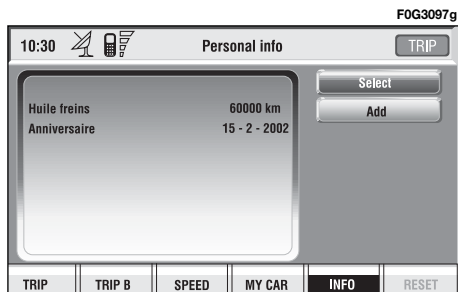 F0G3097g
10:30 Personal info TRIP
Select
Huile freins 60000 km Add
Anniversaire 15 - 2 - 2002
TRIP TRIP B SPEED MY CAR INFO RESET